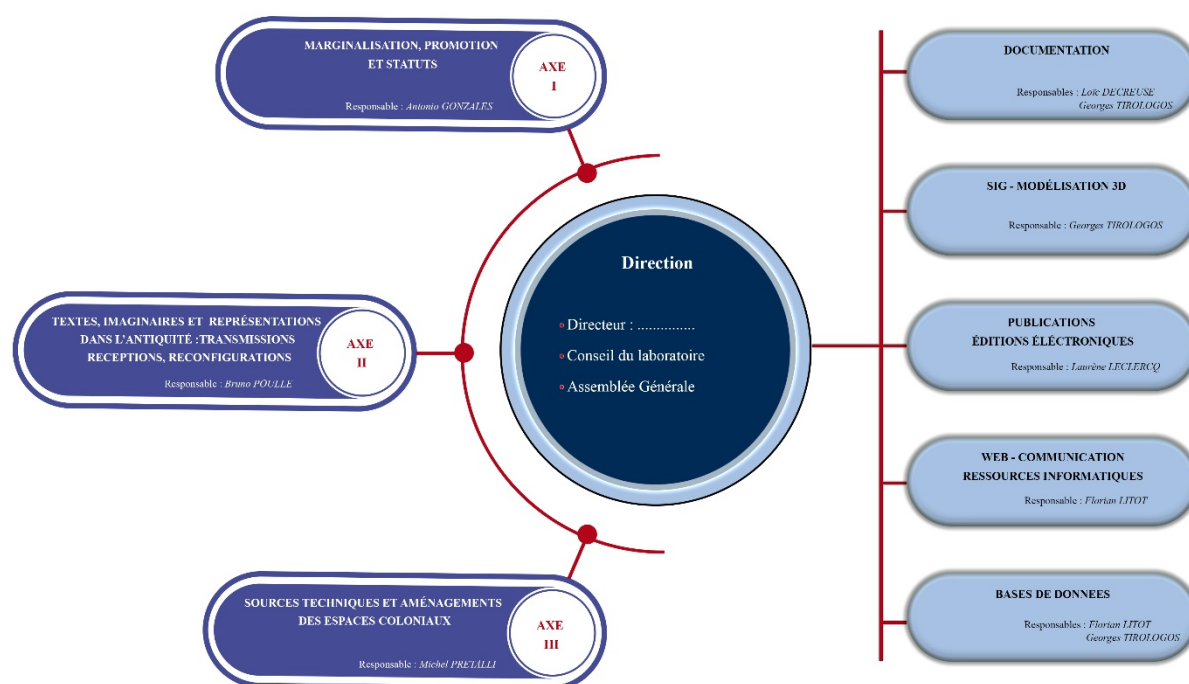 MARGINALISATION, PROMOTION
ET STATUTS
Responsable : Antonio GONZALES
AXE
I
TEXTES, IMAGINAIRES ET REPRÉSENTATIONS
DANS L'ANTIQUITÉ :TRANSMISSIONS
RECEPTIONS, RECONFIGURATIONS
Responsable : Bruno POULLE
AXE
II
SOURCES TECHNIQUES ET AMÉNAGEMENTS
DES ESPACES COLONIAUX
Responsable : Michel PRETALLI
AXE
III
Direction
Directeur : ...............
Conseil du laboratoire
Assemblée Générale
DOCUMENTATION
Responsables : Loïc DECREUSE
Georges TIROLOGOS
SIG - MODÉLISATION 3D
Responsable : Georges TIROLOGOS
PUBLICATIONS
ÉDITIONS ÉLÉCTRONIQUES
Responsable : Laurène LECLERCQ
WEB - COMMUNICATION
RESSOURCES INFORMATIQUES
Responsable : Florian LITOT
BASES DE DONNEES
Responsables : Florian LITOT
Georges TIROLOGOS